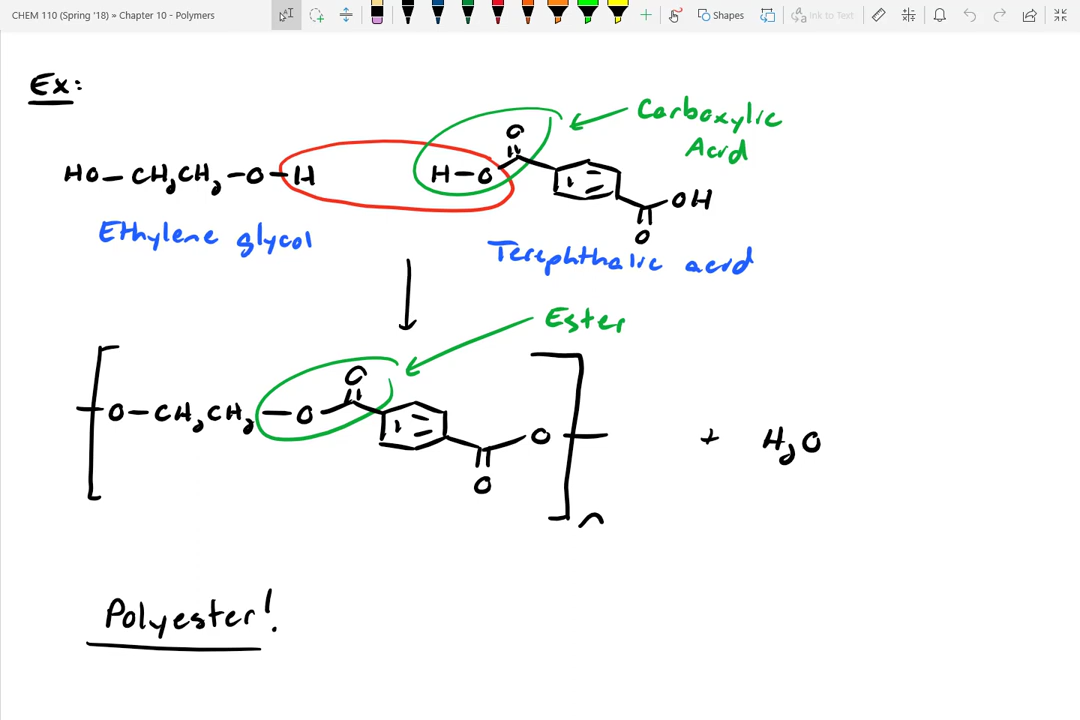 CHEM 110 (Spring '18) » Chapter 10 - Polymers
Shapes
Ink to Text
Ex:
Carboxylic
Acid
O
HO-CH₂CH₂-O-H
H-O
OH
O
Ethylene glycol
Terephthalic acid
Ester
O
O-CH₂CH₂-O
O
O
n
+ H₂O
Polyester!